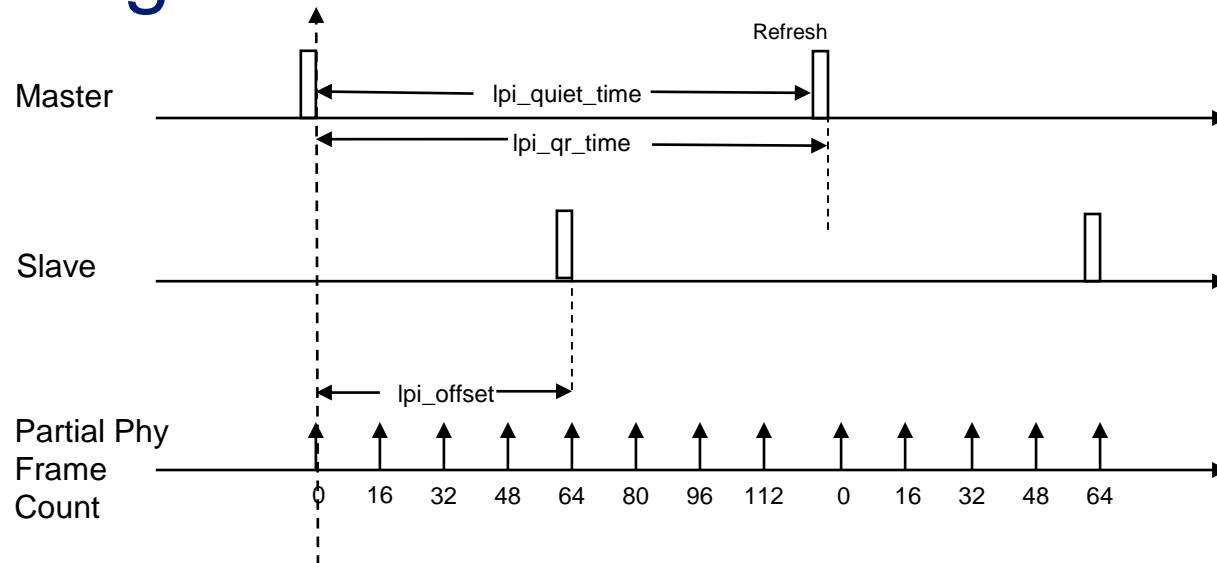 g
Refresh
Master
lpi_quiet_time
lpi_qr_time
Slave
lpi_offset
Partial Phy
Frame
Count
0 16 32 48 64 80 96 112 0 16 32 48 64